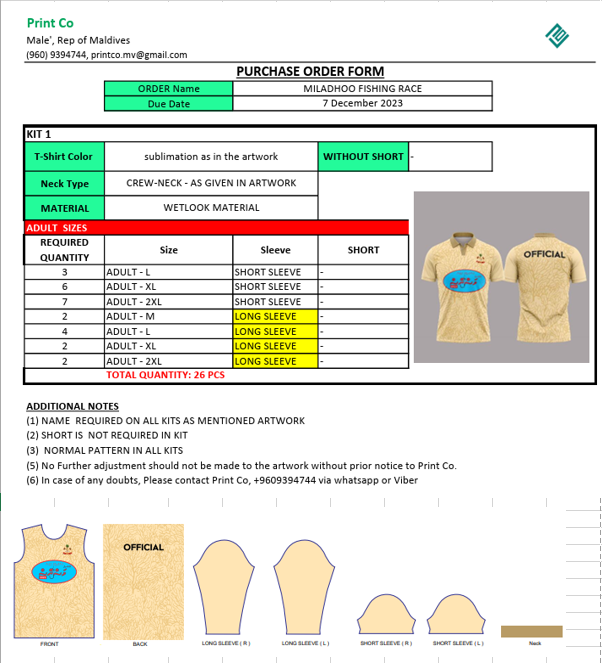 Print Co
Male', Rep of Maldives
(960) 9394744, printco.mv@gmail.com
PURCHASE ORDER FORM
ORDER Name MILADHOO FISHING RACE
Due Date 7 December 2023
KIT 1
T-Shirt Color sublimation as in the artwork WITHOUT SHORT -
Neck Type CREW-NECK - AS GIVEN IN ARTWORK
MATERIAL WETLOOK MATERIAL
ADULT SIZES
REQUIRED QUANTITY Size Sleeve SHORT
3 ADULT - L SHORT SLEEVE -
6 ADULT - XL SHORT SLEEVE -
7 ADULT - 2XL SHORT SLEEVE -
2 ADULT - M LONG SLEEVE -
4 ADULT - L LONG SLEEVE -
2 ADULT - XL LONG SLEEVE -
2 ADULT - 2XL LONG SLEEVE -
TOTAL QUANTITY: 26 PCS
OFFICIAL
ADDITIONAL NOTES
(1) NAME REQUIRED ON ALL KITS AS MENTIONED ARTWORK
(2) SHORT IS NOT REQUIRED IN KIT
(3) NORMAL PATTERN IN ALL KITS
(5) No Further adjustment should not be made to the artwork without prior notice to Print Co.
(6) In case of any doubts, Please contact Print Co, +9609394744 via whatsapp or Viber
OFFICIAL
FRONT
BACK
LONG SLEEVE ( R )
LONG SLEEVE ( L )
SHORT SLEEVE ( R )
SHORT SLEEVE ( L )
Neck